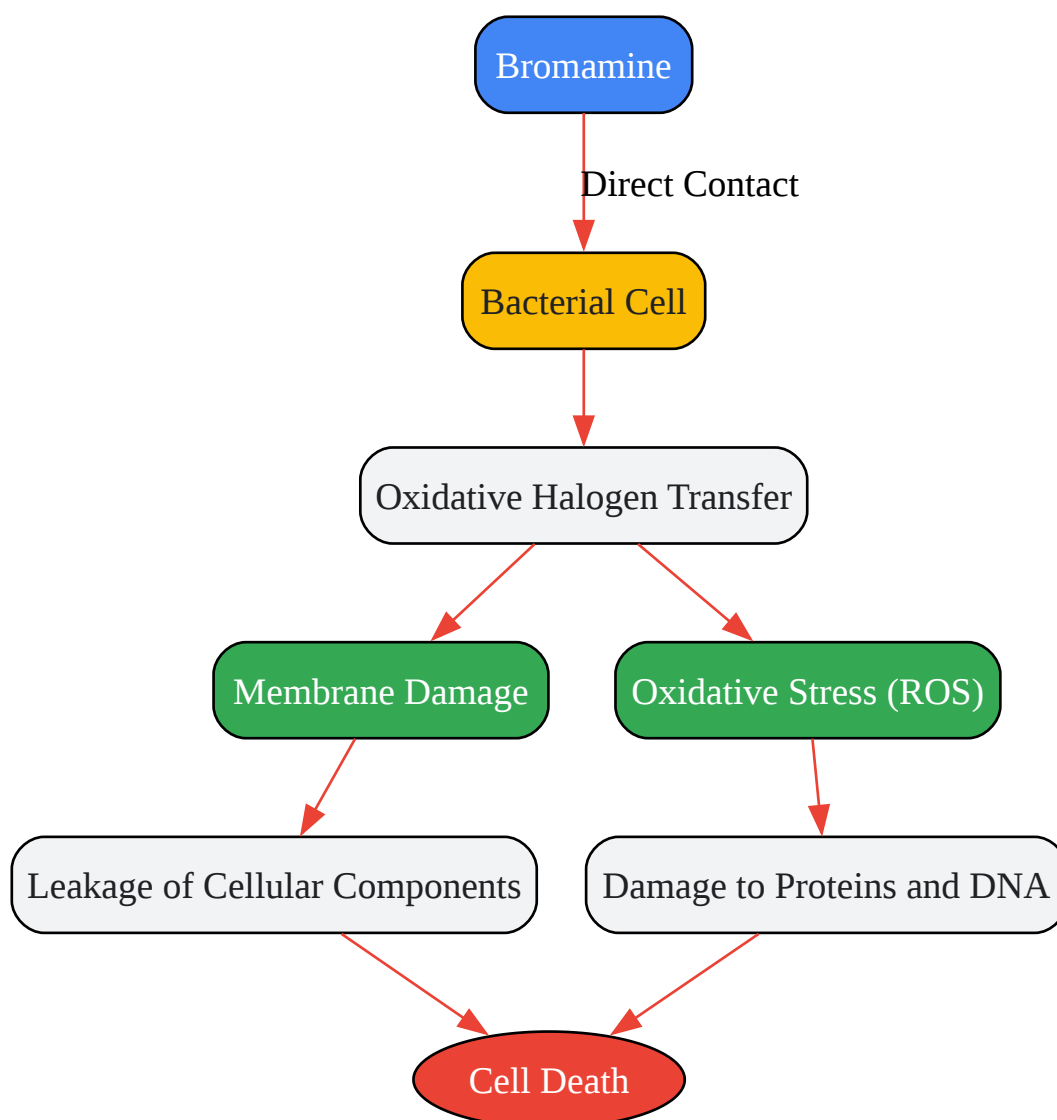 Bromamine
Direct Contact
Bacterial Cell
Oxidative Halogen Transfer
Membrane Damage
Oxidative Stress (ROS)
Leakage of Cellular Components
Damage to Proteins and DNA
Cell Death